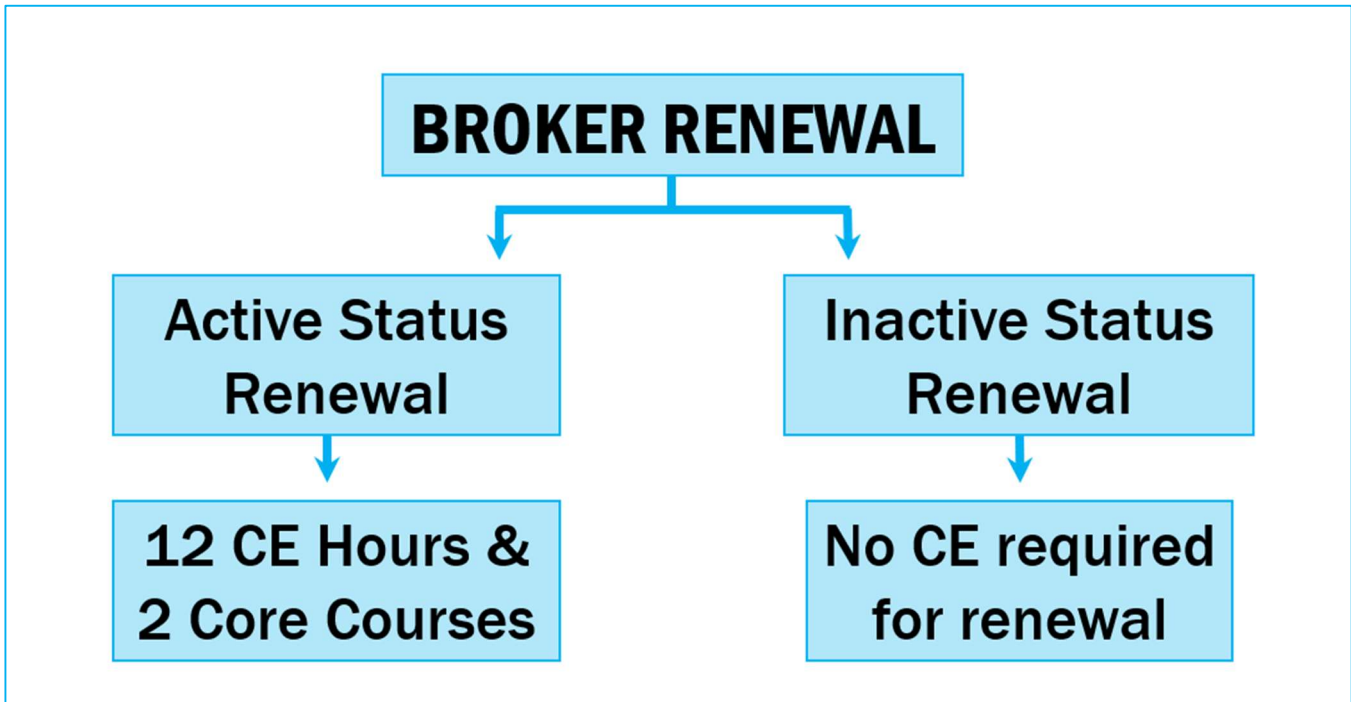 BROKER RENEWAL
Active Status
Renewal
Inactive Status
Renewal
12 CE Hours &
2 Core Courses
No CE required
for renewal